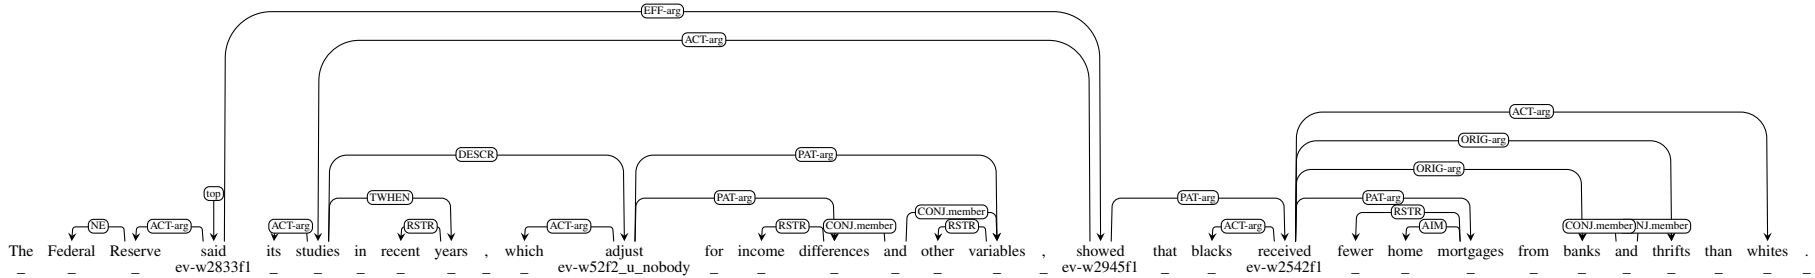 EFF-arg
ACT-arg
ACT-arg
ORIG-arg
DESCR PAT-arg
ORIG-arg
top TWHEN PAT-arg PAT-arg PAT-arg
CONJ.member RSTR
NE ACT-arg ACT-arg RSTR ACT-arg RSTR CONJ.member RSTR ACT-arg AIM CONJ.member NJ.member
The Federal Reserve said its studies in recent years , which adjust for income differences and other variables , showed that blacks received fewer home mortgages from banks and thrifts than whites .
_ _ _ ev-w2833f1 _ _ _ _ _ _ _ ev-w52f2_u_nobody _ _ _ _ _ _ _ ev-w2945f1 _ _ ev-w2542f1 _ _ _ _ _ _ _ _ _ _